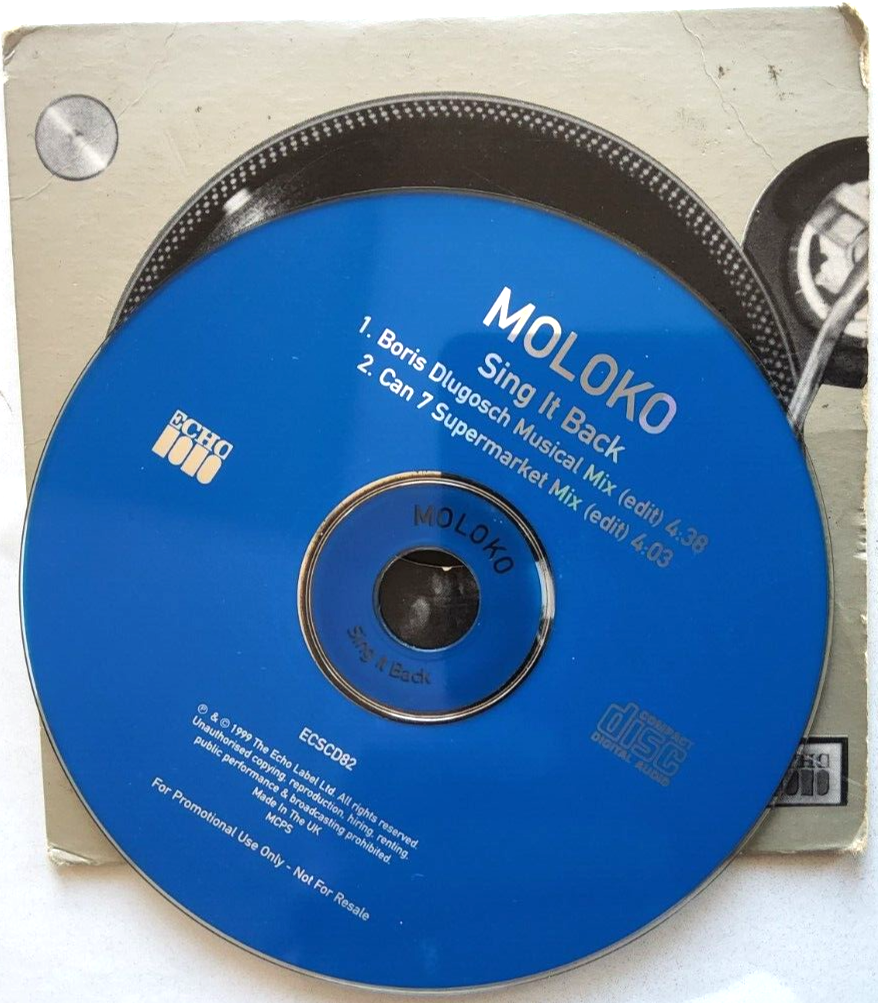 MOLOKO
Sing It Back
1. Boris Dlugosch Musical Mix (edit) 4:38
2. Can 7 Supermarket Mix (edit) 4:03
ECHO
MOLOKO
Sing It Back
COMPACT
disc
DIGITAL AUDIO
ECSCD82
℗ & © 1999 The Echo Label Ltd. All rights reserved.
Unauthorised copying, reproduction, hiring, renting,
public performance & broadcasting prohibited.
Made In The UK
MCPS
For Promotional Use Only - Not For Resale